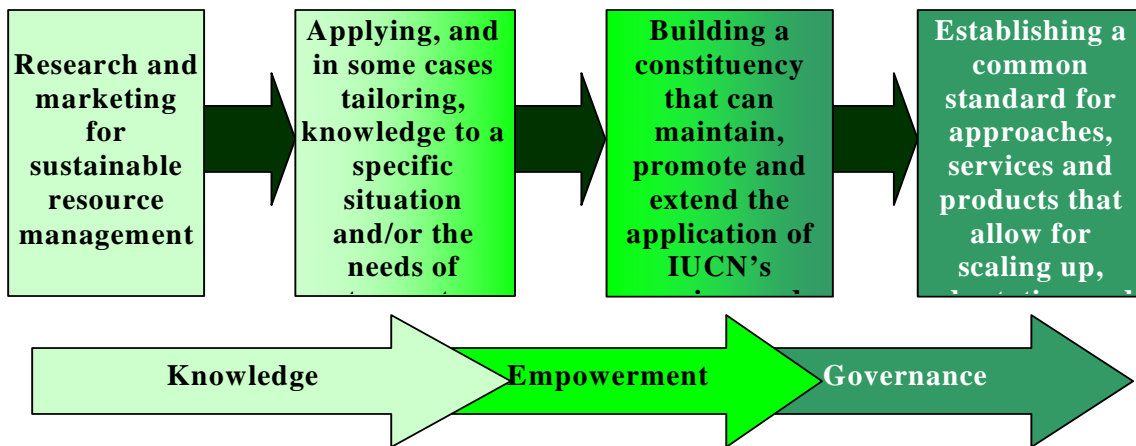 Research and
marketing
for
sustainable
resource
management
Applying, and
in some cases
tailoring,
knowledge to a
specific
situation
and/or the
needs of
Building a
constituency
that can
maintain,
promote and
extend the
application of
IUCN’s
Establishing a
common
standard for
approaches,
services and
products that
allow for
scaling up,
Knowledge
Empowerment
Governance